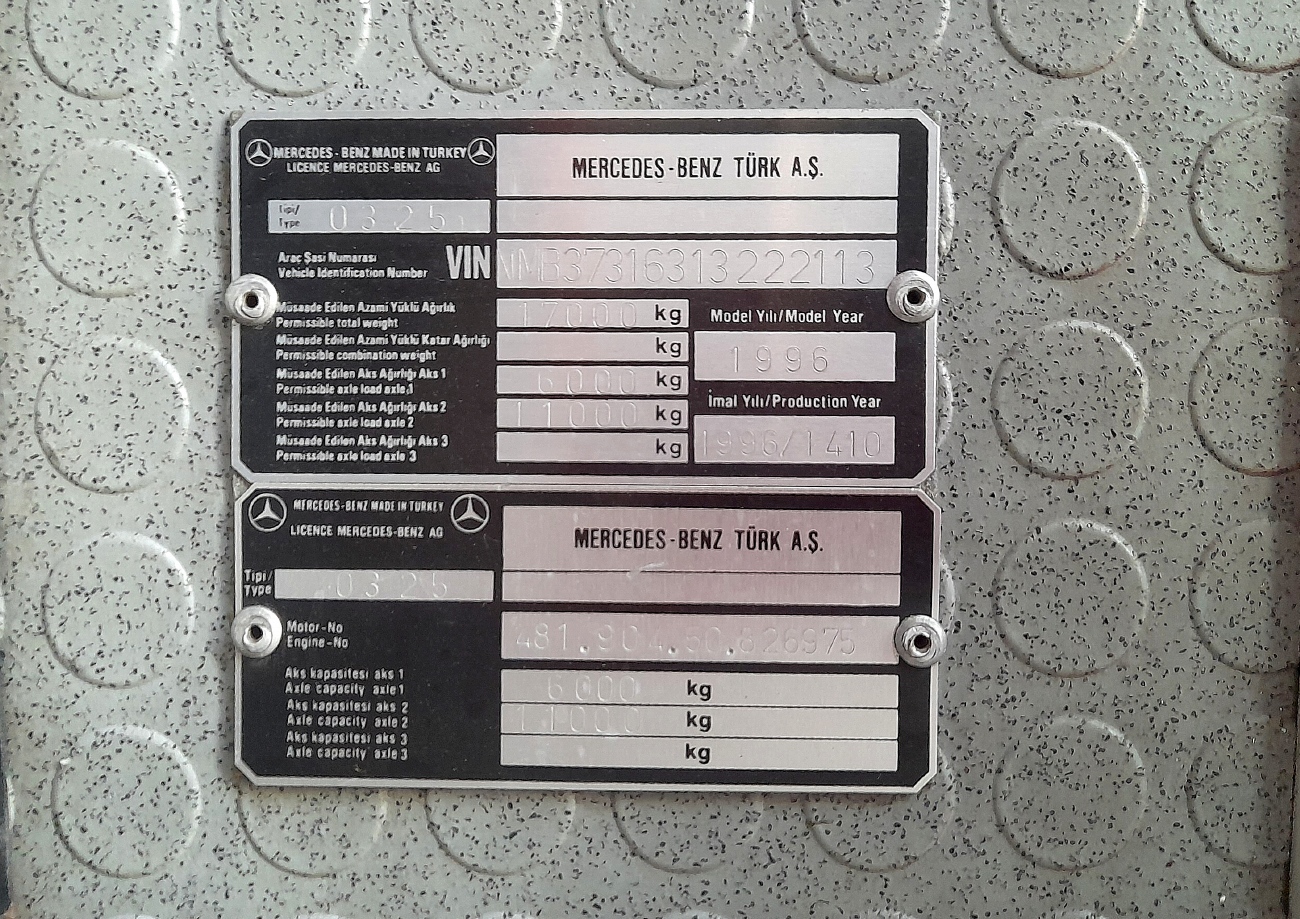 MERCEDES-BENZ MADE IN TURKEY
LICENCE MERCEDES-BENZ AG
MERCEDES-BENZ TÜRK A.Ş.
Tipi/
Type 0325
Araç Şasi Numarası
Vehicle Identification Number VIN NMB37316313222113
Müsaade Edilen Azami Yüklü Ağırlık
Permissible total weight 17000 kg
Müsaade Edilen Azami Yüklü Katar Ağırlığı
Permissible combination weight kg
Müsaade Edilen Aks Ağırlığı Aks 1
Permissible axle load axle 1 6000 kg
Müsaade Edilen Aks Ağırlığı Aks 2
Permissible axle load axle 2 11000 kg
Müsaade Edilen Aks Ağırlığı Aks 3
Permissible axle load axle 3 kg
Model Yılı/Model Year
1996
İmal Yılı/Production Year
1996/1410
MERCEDES-BENZ MADE IN TURKEY
LICENCE MERCEDES-BENZ AG
MERCEDES-BENZ TÜRK A.Ş.
Tipi/
Type 0325
Motor-No
Engine-No 481.904.60.826975
Aks kapasitesi aks 1
Axle capacity axle 1 6000 kg
Aks kapasitesi aks 2
Axle capacity axle 2 11000 kg
Aks kapasitesi aks 3
Axle capacity axle 3 kg